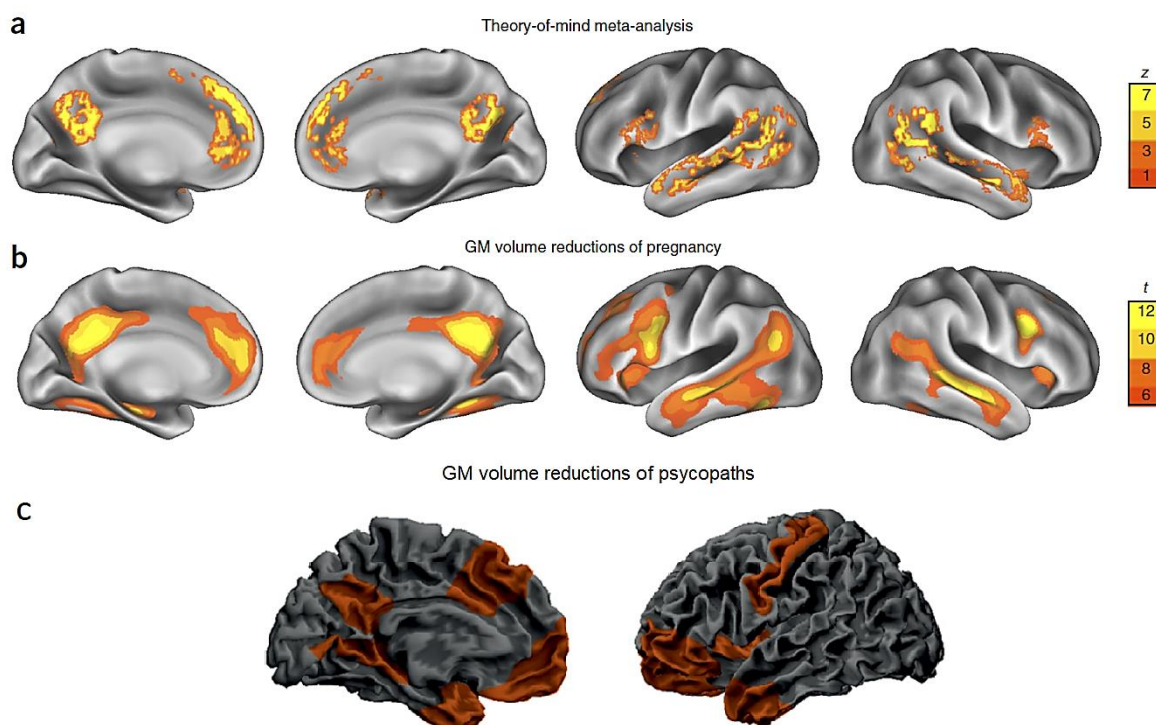 a
Theory-of-mind meta-analysis
z
7
5
3
1
b
GM volume reductions of pregnancy
t
12
10
8
6
GM volume reductions of psycopaths
c